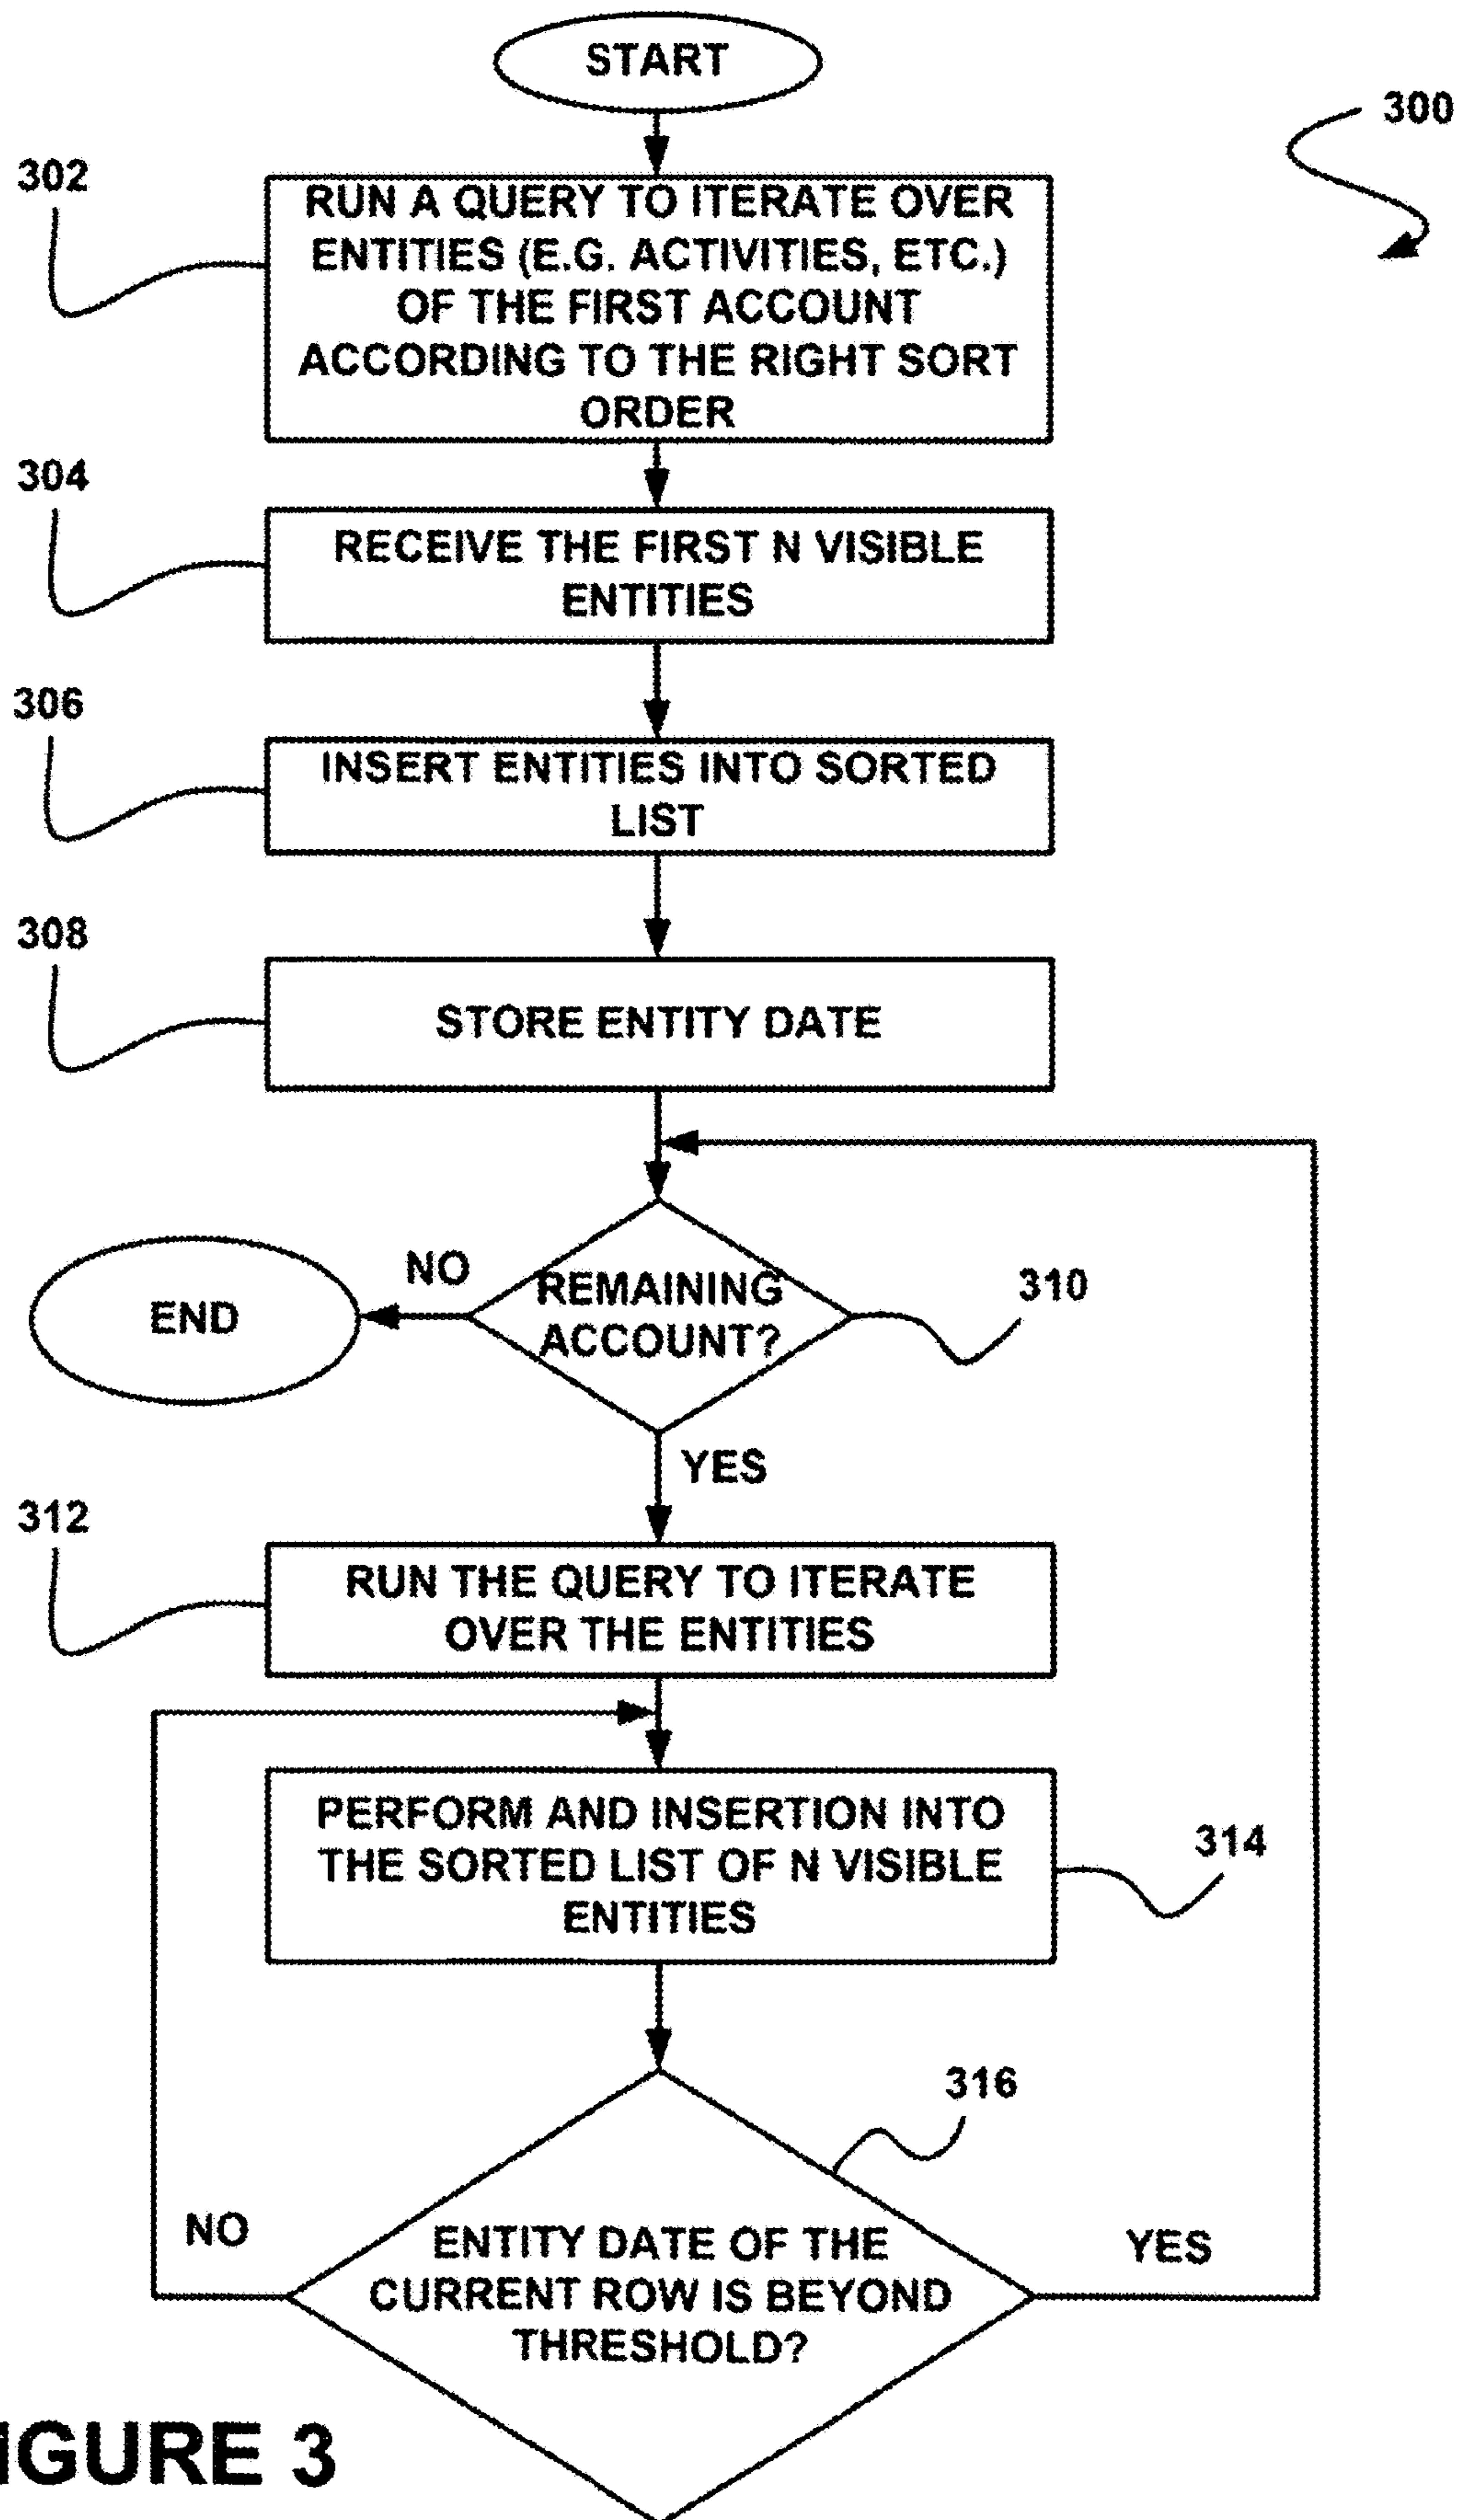 START
300
302
RUN A QUERY TO ITERATE OVER
ENTITIES (E.G. ACTIVITIES, ETC.)
OF THE FIRST ACCOUNT
ACCORDING TO THE RIGHT SORT
ORDER
304
RECEIVE THE FIRST N VISIBLE
ENTITIES
306
INSERT ENTITIES INTO SORTED
LIST
308
STORE ENTITY DATE
NO
END
REMAINING
ACCOUNT?
310
YES
312
RUN THE QUERY TO ITERATE
OVER THE ENTITIES
PERFORM AND INSERTION INTO
THE SORTED LIST OF N VISIBLE
ENTITIES
314
316
NO
ENTITY DATE OF THE
CURRENT ROW IS BEYOND
THRESHOLD?
YES
IGURE 3